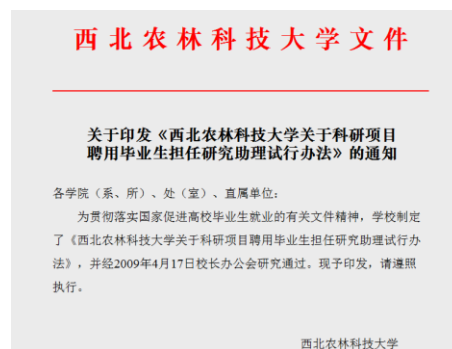 西北农林科技大学文件
关于印发《西北农林科技大学关于科研项目
聘用毕业生担任研究助理试行办法》的通知
各学院（系、所）、处（室）、直属单位：
为贯彻落实国家促进高校毕业生就业的有关文件精神，学校制定
了《西北农林科技大学关于科研项目聘用毕业生担任研究助理试行办
法》，并经2009年4月17日校长办公会研究通过。现予印发，请遵照
执行。
西北农林科技大学